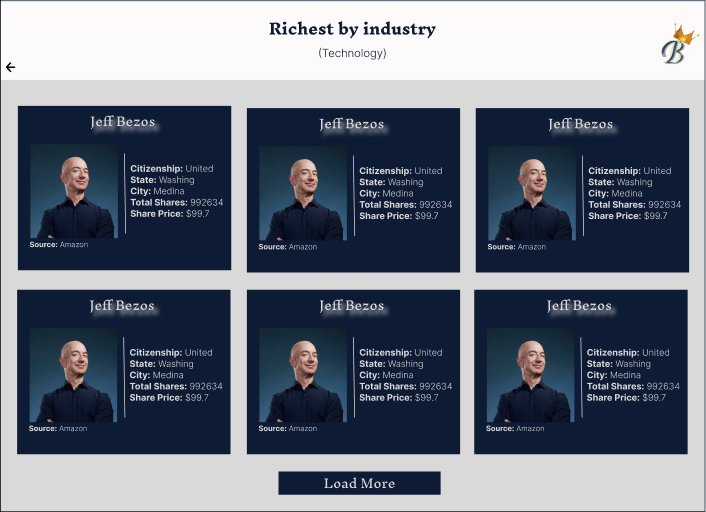 Richest by industry
(Technology)
←
B
Jeff Bezos
Citizenship: United
State: Washing
City: Medina
Total Shares: 992634
Share Price: $99.7
Source: Amazon
Jeff Bezos
Citizenship: United
State: Washing
City: Medina
Total Shares: 992634
Share Price: $99.7
Source: Amazon
Jeff Bezos
Citizenship: United
State: Washing
City: Medina
Total Shares: 992634
Share Price: $99.7
Source: Amazon
Jeff Bezos
Citizenship: United
State: Washing
City: Medina
Total Shares: 992634
Share Price: $99.7
Source: Amazon
Jeff Bezos
Citizenship: United
State: Washing
City: Medina
Total Shares: 992634
Share Price: $99.7
Source: Amazon
Jeff Bezos
Citizenship: United
State: Washing
City: Medina
Total Shares: 992634
Share Price: $99.7
Source: Amazon
Load More